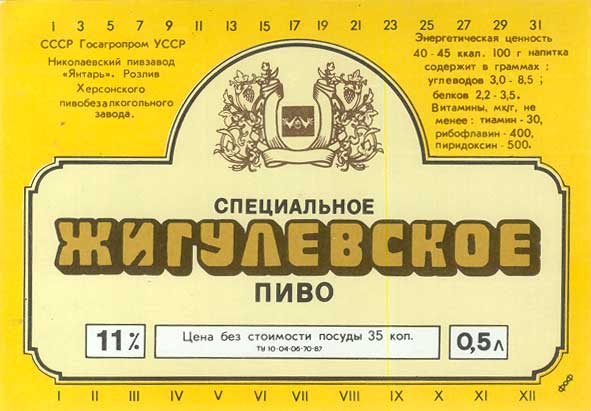 1 3 5 7 9 11 13 15 17 19 21 23 25 27 29 31
СССР Госагропром УССР
Николаевский пивзавод
«Янтарь». Розлив
Херсонского
пивобезалкогольного
завода.
Энергетическая ценность
40 - 45 ккал. 100 г напитка
содержит в граммах :
углеводов 3,0 - 8,5 ;
белков 2,2 - 3,5.
Витамины, мкг, не
менее : тиамин - 30,
рибофлавин - 400,
пиридоксин - 500.
СПЕЦИАЛЬНОЕ
ЖИГУЛЕВСКОЕ
ПИВО
11%
Цена без стоимости посуды 35 коп.
ТУ 10-04-06-70-87
0,5 л
I II III IV V VI VII VIII IX X XI XII
ФОФ